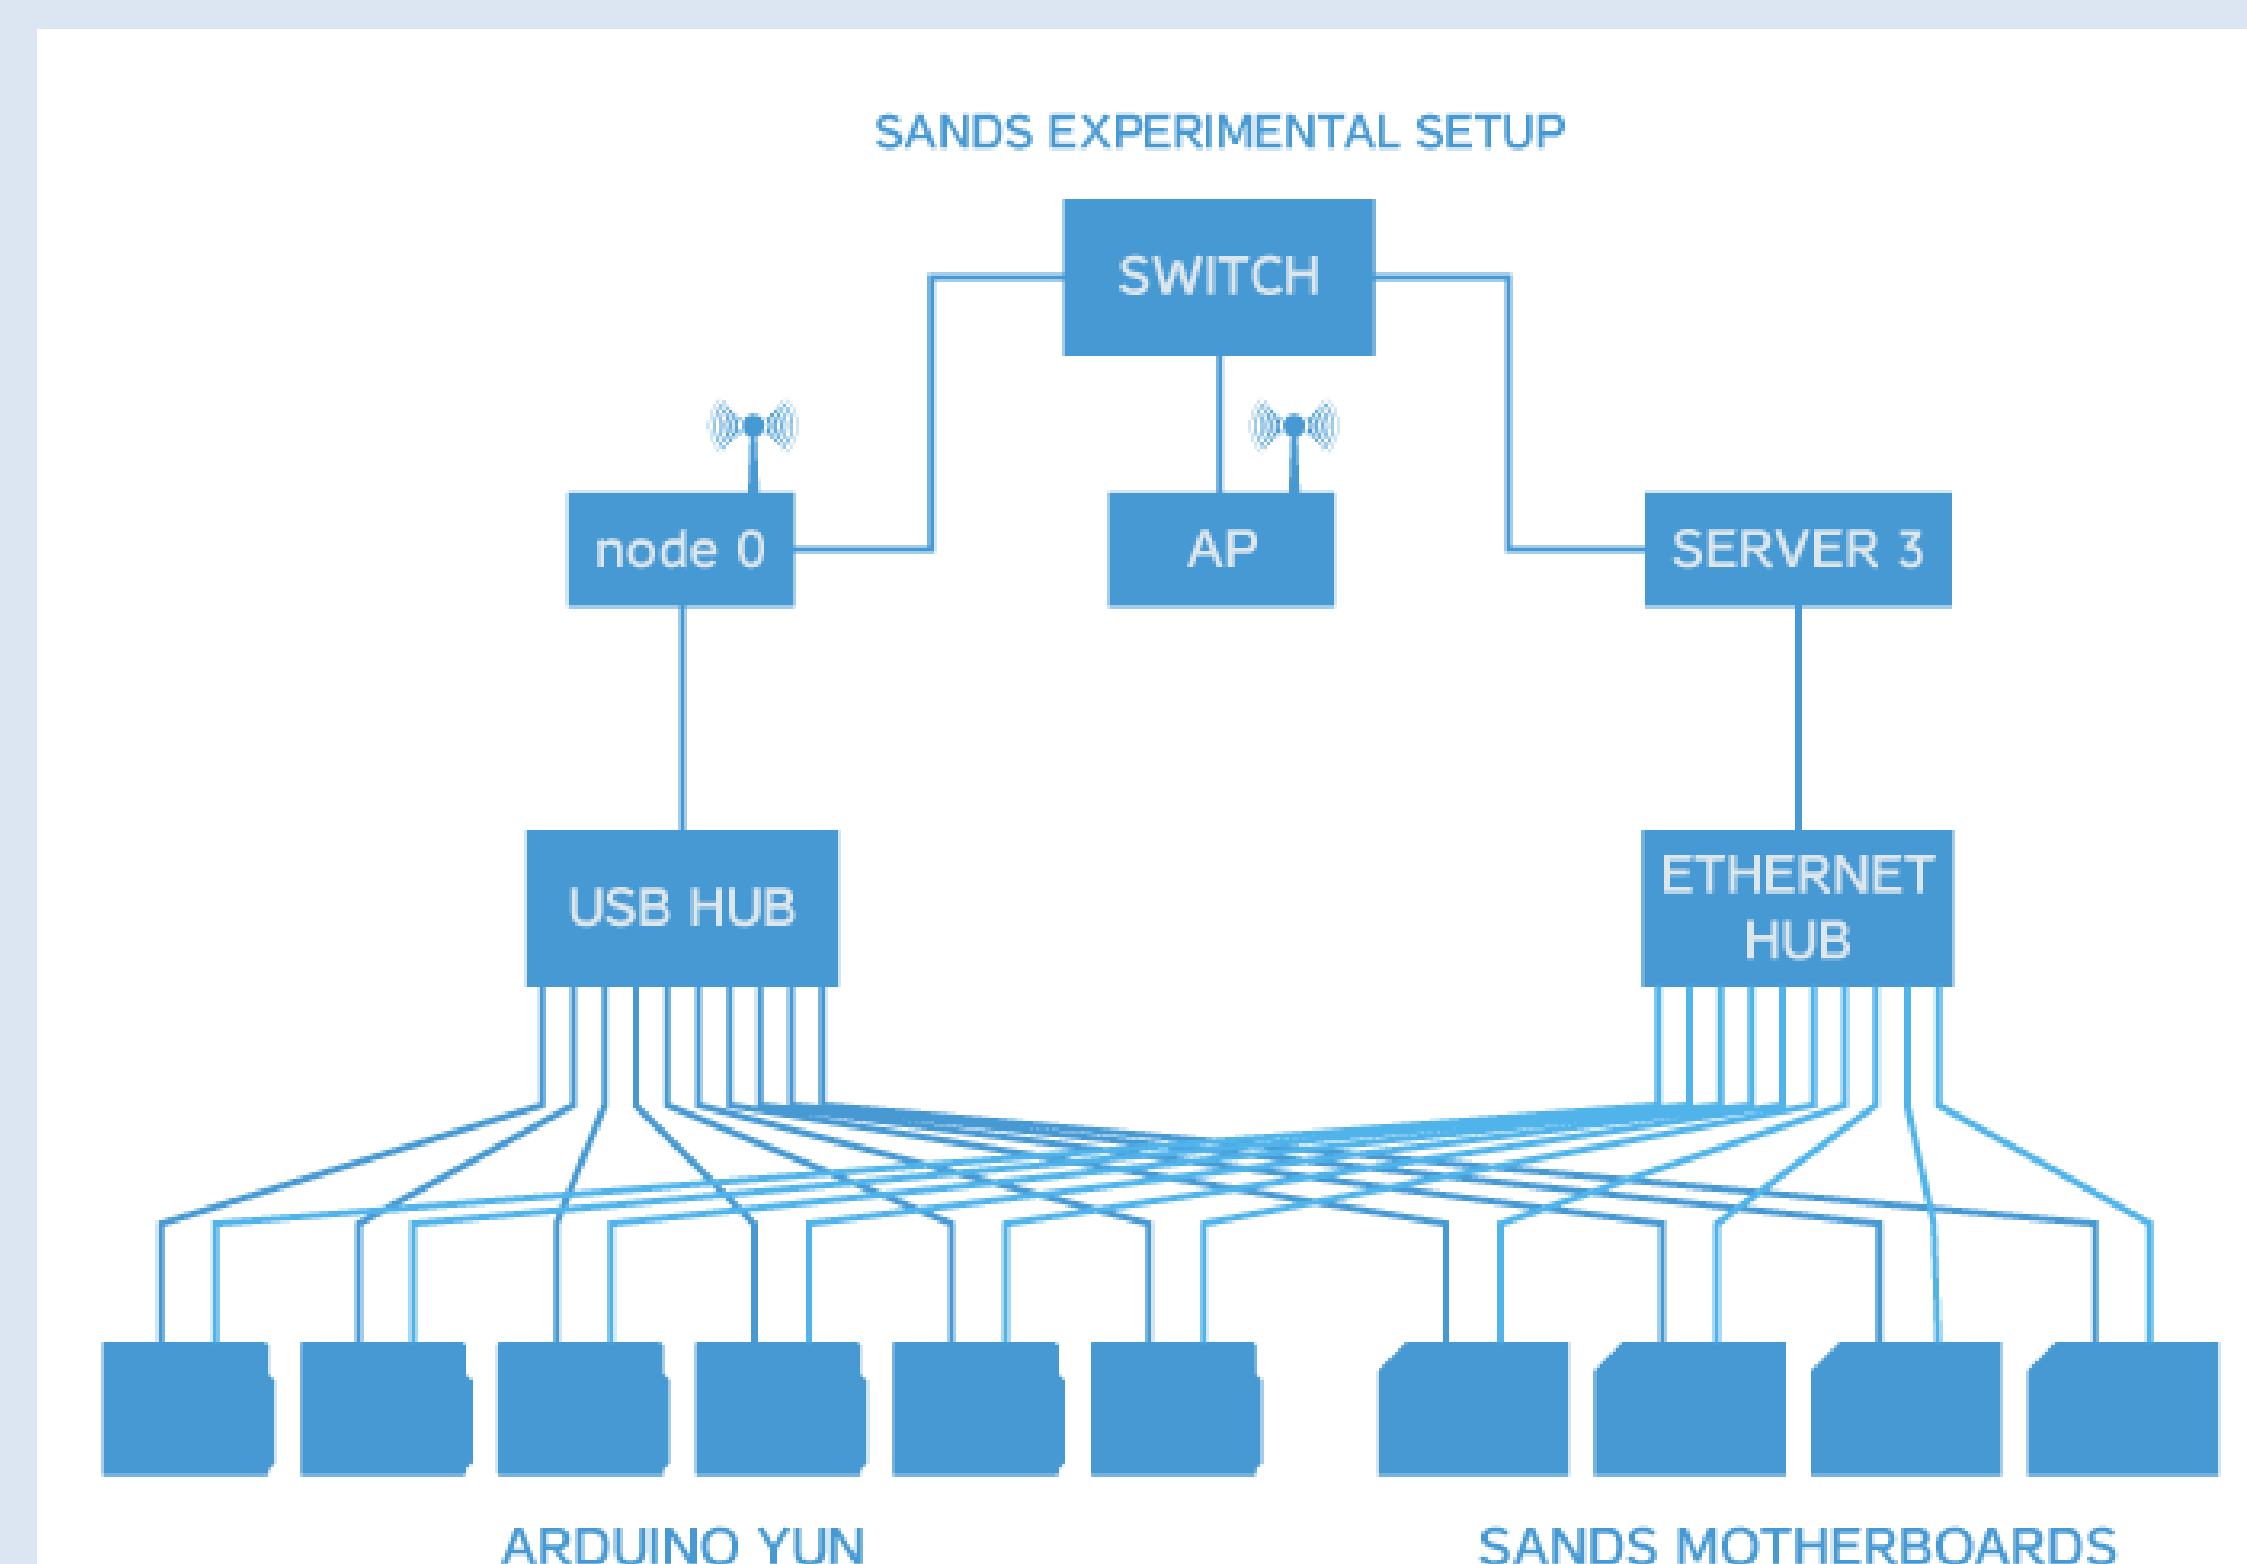 SANDS EXPERIMENTAL SETUP
SWITCH
node 0
AP
SERVER 3
USB HUB
ETHERNET
HUB
ARDUINO YUN
SANDS MOTHERBOARDS